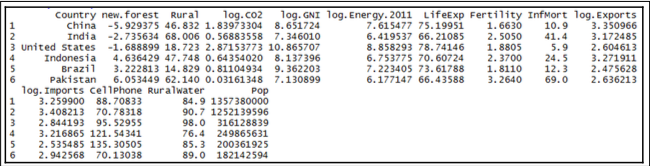 Country new.forest Rural log.CO2 log.GNI log.Energy.2011 LifeExp Fertility InfMort log.Exports
1 China -5.929375 46.832 1.83973304 8.651724 7.615477 75.19951 1.6630 10.9 3.350966
2 India -2.735634 68.006 0.56883558 7.346010 6.419537 66.21085 2.5050 41.4 3.172485
3 United States -1.688899 18.723 2.87153773 10.865707 8.858293 78.74146 1.8805 5.9 2.604613
4 Indonesia 4.636429 47.748 0.64354020 8.137396 6.753775 70.60724 2.3700 24.5 3.271911
5 Brazil 3.222813 14.829 0.81104934 9.362203 7.223405 73.61788 1.8110 12.3 2.475628
6 Pakistan 6.053449 62.140 0.03161348 7.130899 6.177147 66.43588 3.2640 69.0 2.636213
log.Imports CellPhone RuralWater Pop
1 3.259900 88.70833 84.9 1357380000
2 3.408213 70.78318 90.7 1252139596
3 2.844193 95.52955 98.0 316128839
4 3.216865 121.54341 76.4 249865631
5 2.535485 135.30505 85.3 200361925
6 2.942568 70.13038 89.0 182142594